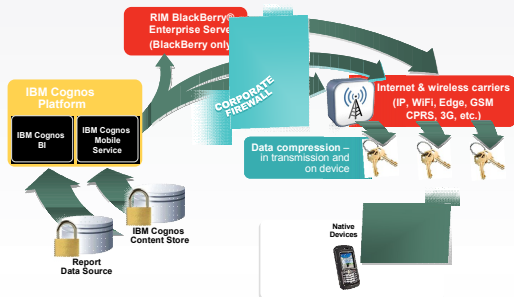 RIM BlackBerry®
Enterprise Serve
(BlackBerry only
CORPORATE
FIREWALL
IBM Cognos
Platform
IBM Cognos
BI
IBM Cognos
Mobile
Service
Internet & wireless carriers
(IP, WiFi, Edge, GSM
CPRS, 3G, etc.)
Data compression –
in transmission and
on device
IBM Cognos
Content Store
Report
Data Source
Native
Devices